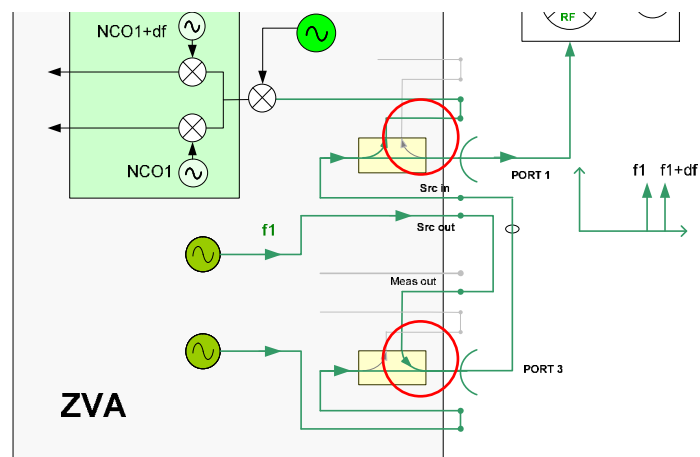 RF
NCO1+df
NCO1
Src in
PORT 1
f1 f1+df
f1
Src out
Meas out
PORT 3
ZVA